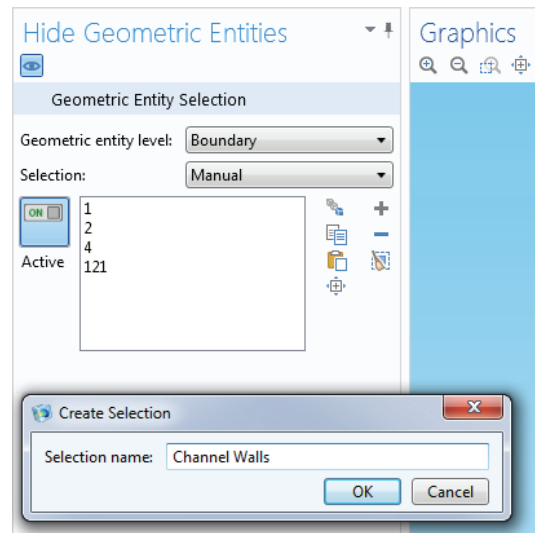 Hide Geometric Entities
Graphics
Geometric Entity Selection
Geometric entity level: Boundary
Selection: Manual
ON
1
2
4
121
Active
Create Selection
Selection name: Channel Walls
OK Cancel